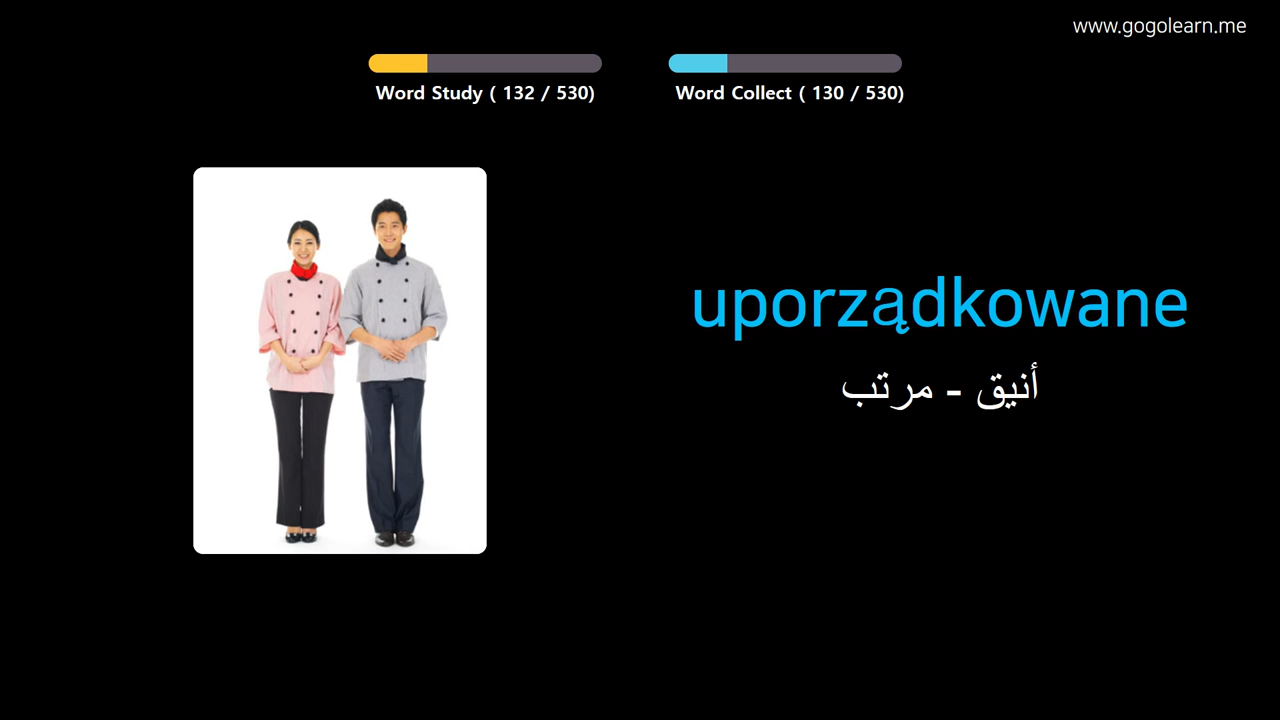 www.gogolearn.me
Word Study ( 132 / 530)
Word Collect ( 130 / 530)
uporządkowane
أنيق - مرتب